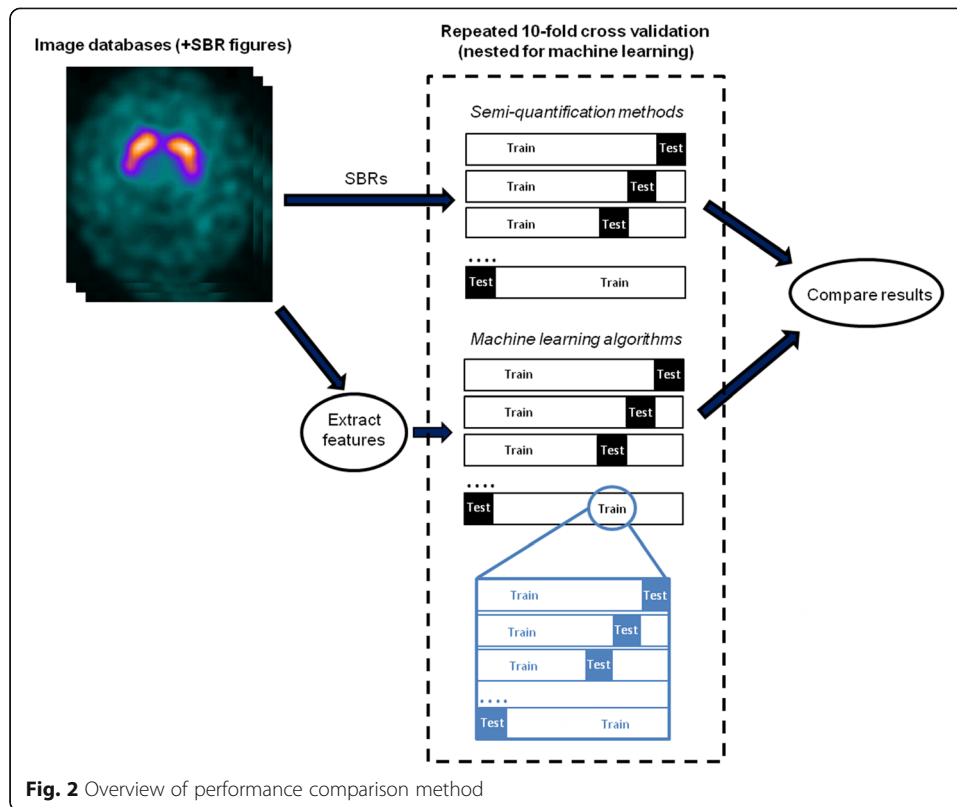 Image databases (+SBR figures)
Repeated 10-fold cross validation
(nested for machine learning)
Semi-quantification methods
Train Test
Train Test
Train Test
....
Test Train
SBRs
Machine learning algorithms
Train Test
Train Test
Train Test
....
Test Train
Extract
features
Train Test
Train Test
Train Test
....
Test Train
Compare results
Fig. 2 Overview of performance comparison method